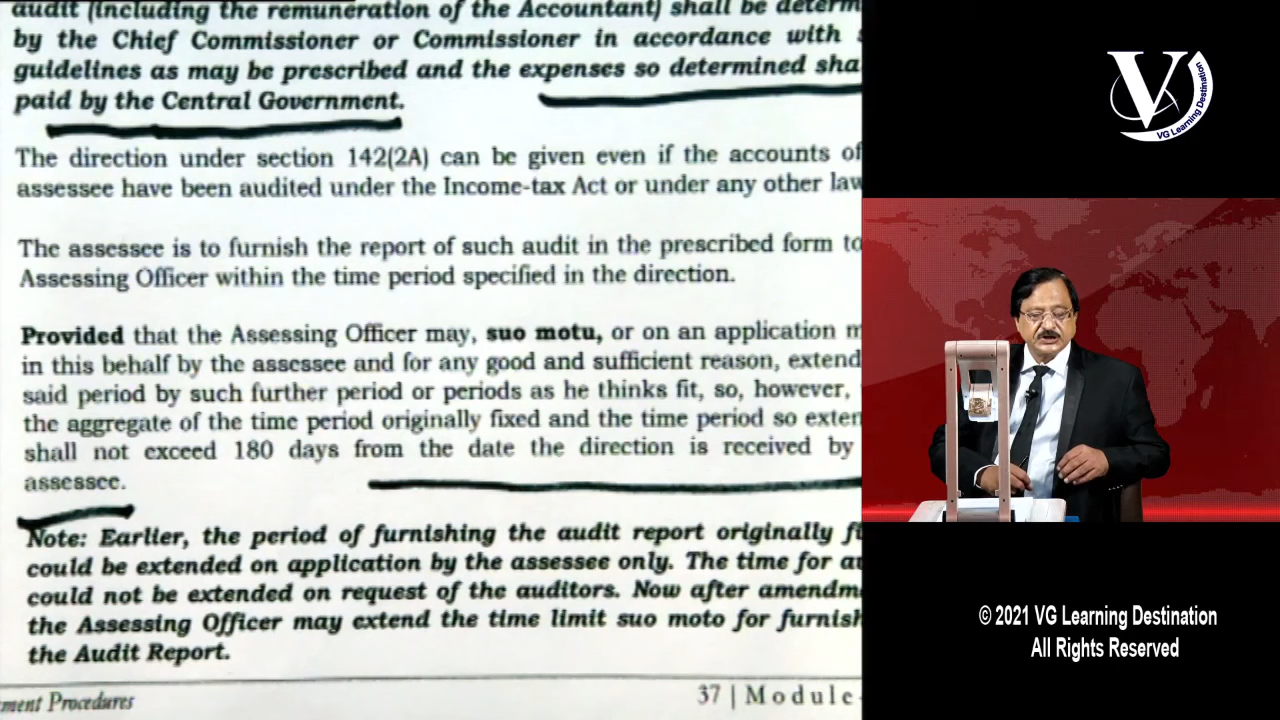 audit (including the remuneration of the Accountant) shall be determ
by the Chief Commissioner or Commissioner in accordance with
guidelines as may be prescribed and the expenses so determined sha
paid by the Central Government.
The direction under section 142(2A) can be given even if the accounts of
assessee have been audited under the Income-tax Act or under any other law
The assessee is to furnish the report of such audit in the prescribed form to
Assessing Officer within the time period specified in the direction.
Provided that the Assessing Officer may, suo motu, or on an application m
in this behalf by the assessee and for any good and sufficient reason, extend
said period by such further period or periods as he thinks fit, so, however,
the aggregate of the time period originally fixed and the time period so exten
shall not exceed 180 days from the date the direction is received by
assessee.
Note: Earlier, the period of furnishing the audit report originally fi
could be extended on application by the assessee only. The time for au
could not be extended on request of the auditors. Now after amendme
the Assessing Officer may extend the time limit suo moto for furnish
the Audit Report.
ment Procedures
37 | Module
V
VG Learning Destination
© 2021 VG Learning Destination
All Rights Reserved